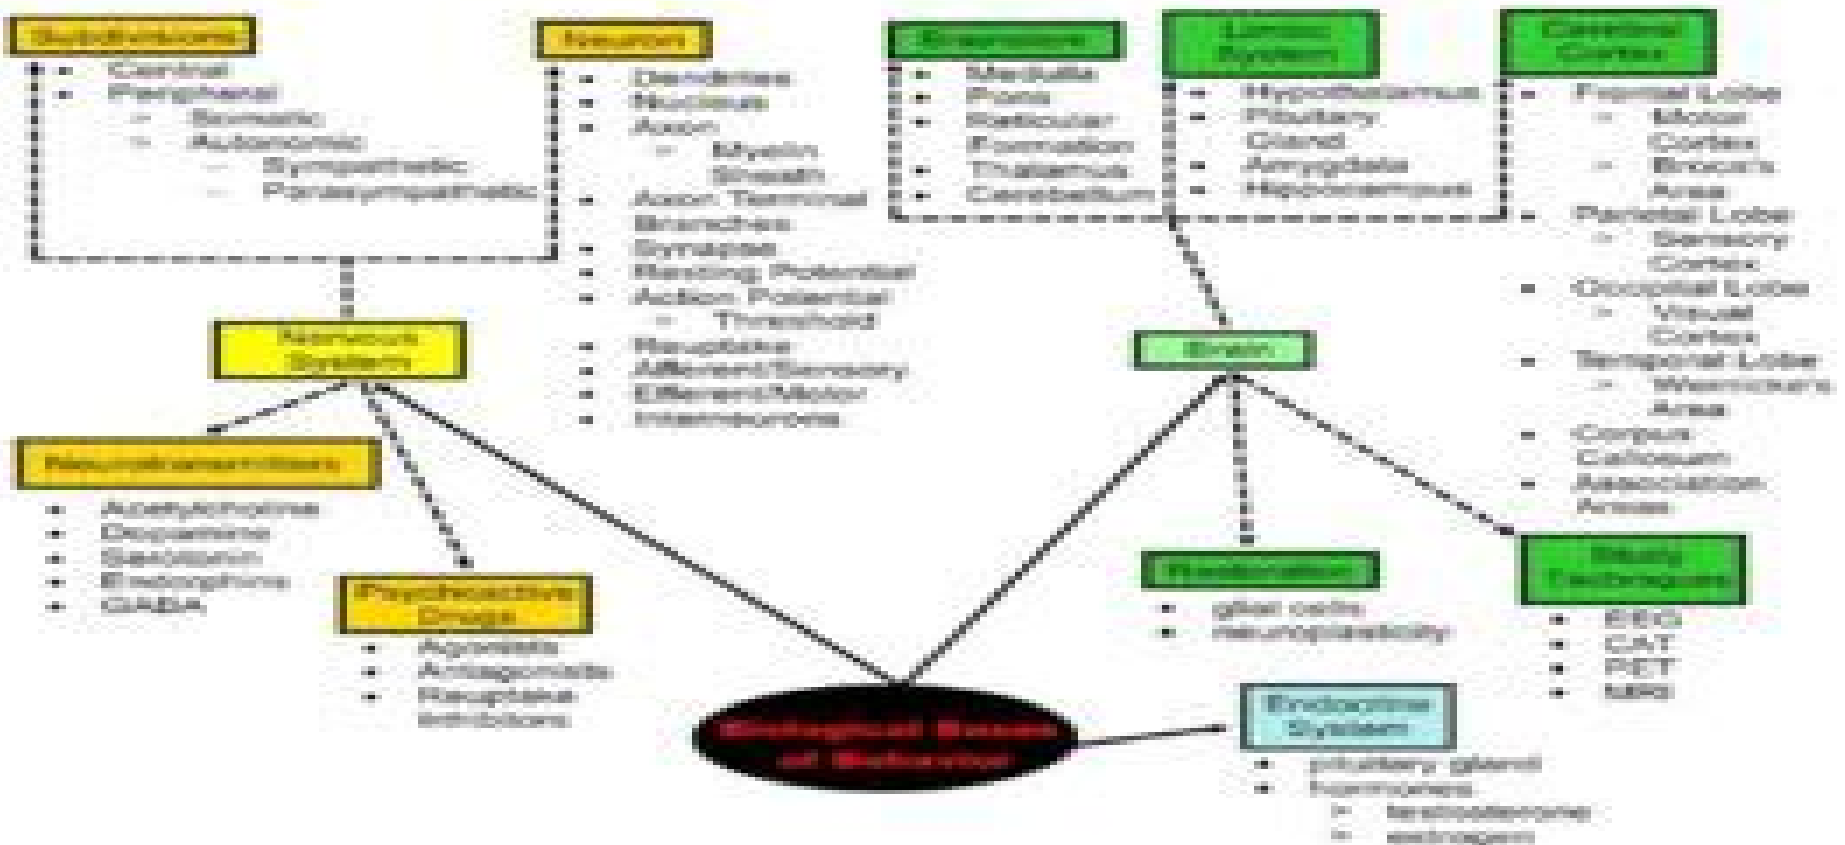 Subdivisions
Central
Peripheral
Somatic
Autonomic
Sympathetic
Parasympathetic
Neuron
Dendrites
Nucleus
Axon
Myelin
Sheath
Axon Terminal
Branches
Synapse
Resting Potential
Action Potential
Threshold
Reuptake
Afferent/Sensory
Efferent/Motor
Interneurons
Brainstem
Medulla
Pons
Reticular
Formation
Thalamus
Cerebellum
Limbic
System
Hypothalamus
Pituitary
Gland
Amygdala
Hippocampus
Cerebral
Cortex
Frontal Lobe
Motor
Cortex
Broca's
Area
Parietal Lobe
Sensory
Cortex
Occipital Lobe
Visual
Cortex
Temporal Lobe
Wernicke's
Area
Corpus
Callosum
Association
Areas
Nervous
System
Brain
Neurotransmitters
Acetylcholine
Dopamine
Serotonin
Endorphins
GABA
Psychoactive
Drugs
Agonists
Antagonists
Reuptake
Inhibitors
glial cells
neuroplasticity
Study
Techniques
EEG
CAT
PET
MRI
Biological Bases
of Behavior
Endocrine
System
pituitary gland
hormones
testosterone
estrogen